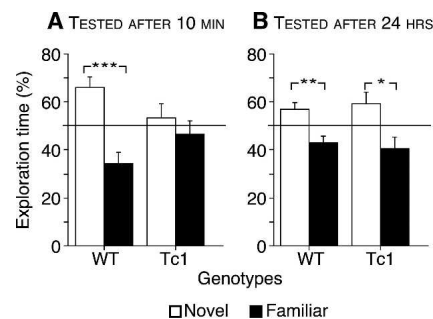 A TESTED AFTER 10 MIN
B TESTED AFTER 24 HRS
Exploration time (%)
80
60
40
20
0
***
WT
Tc1
80
60
40
20
0
**
*
WT
Tc1
Genotypes
Novel
Familiar